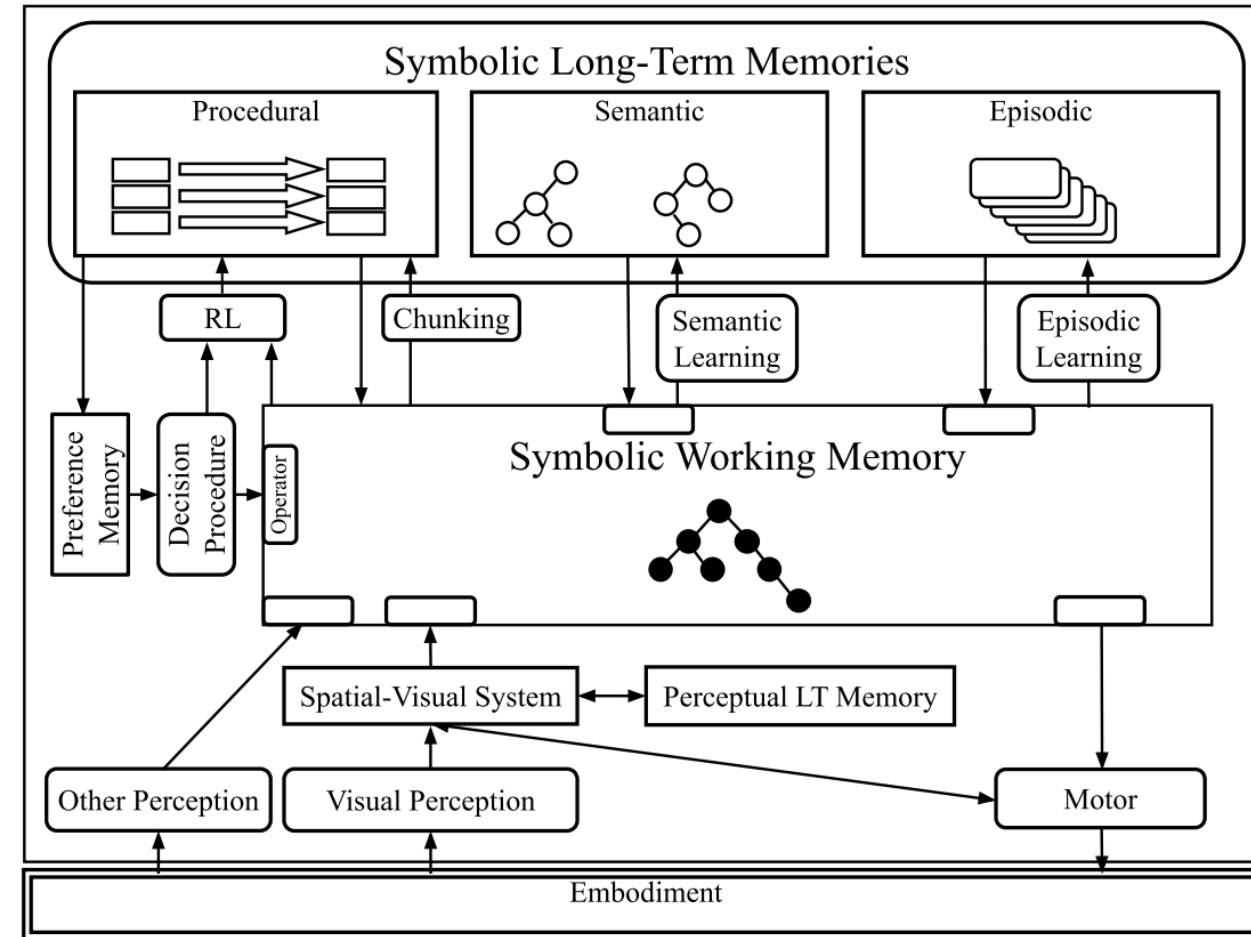 Symbolic Long-Term Memories
Procedural
Semantic
Episodic
RL
Chunking
Semantic
Learning
Episodic
Learning
Preference
Memory
Decision
Procedure
Operator
Symbolic Working Memory
Spatial-Visual System
Perceptual LT Memory
Other Perception
Visual Perception
Motor
Embodiment